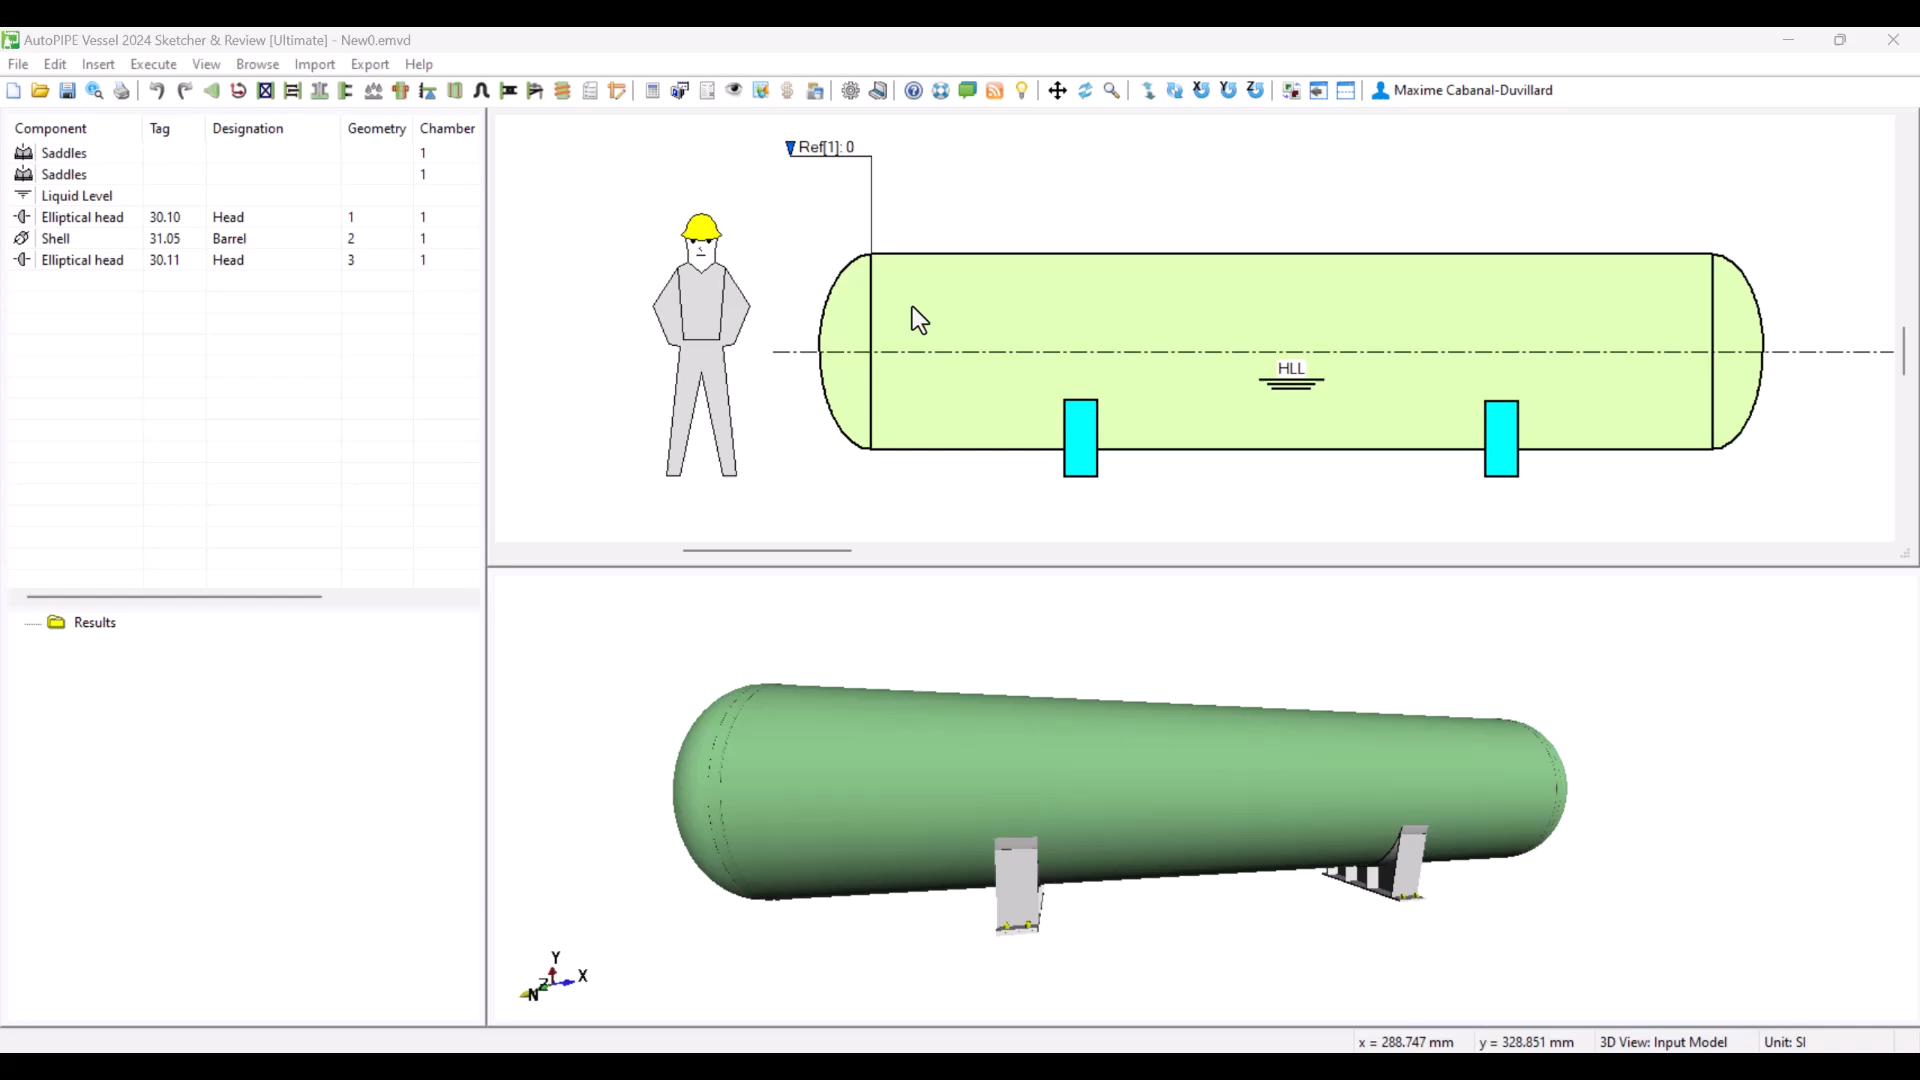 AutoPIPE Vessel 2024 Sketcher & Review [Ultimate] - New0.emvd
File Edit Insert Execute View Browse Import Export Help
Maxime Cabanal-Duvillard
Component Tag Designation Geometry Chamber
Saddles 1
Saddles 1
Liquid Level
Elliptical head 30.10 Head 1 1
Shell 31.05 Barrel 2 1
Elliptical head 30.11 Head 3 1
Results
Ref[1]: 0
HLL
Y
X
Z
N
x = 288.747 mm y = 328.851 mm 3D View: Input Model Unit: SI